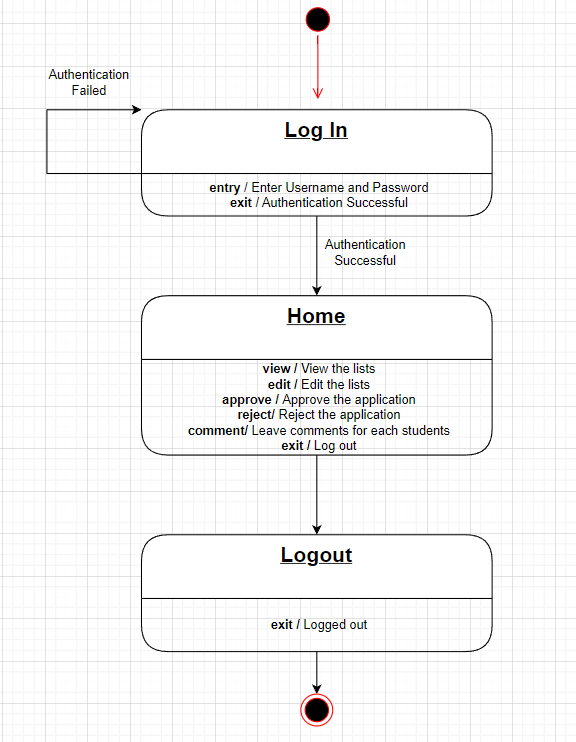 Authentication
Failed
Log In
entry / Enter Username and Password
exit / Authentication Successful
Authentication
Successful
Home
view / View the lists
edit / Edit the lists
approve / Approve the application
reject/ Reject the application
comment/ Leave comments for each students
exit / Log out
Logout
exit / Logged out